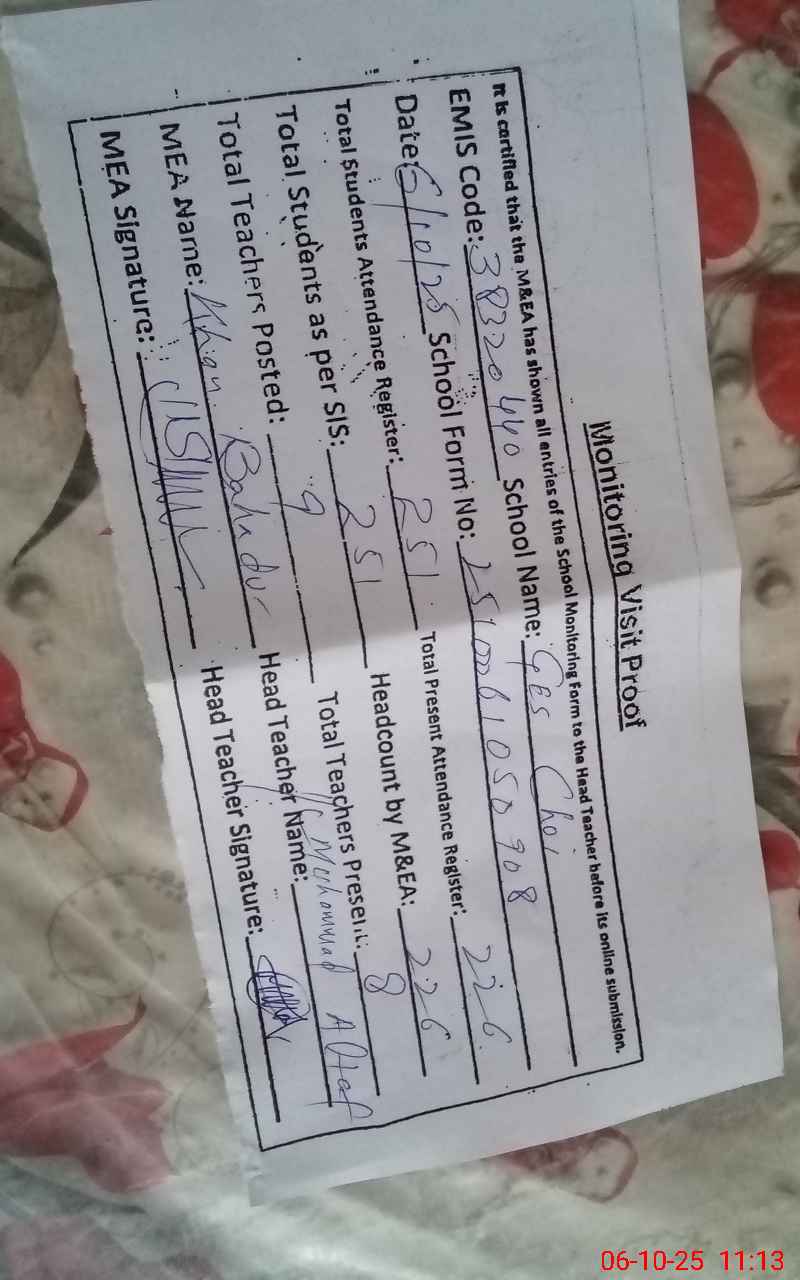 Monitoring Visit Proof
It is certified that the M&EA has shown all entries of the School Monitoring Form to the Head Teacher before its online submission.
EMIS Code: 38320440 School Name: GES Choi
Date: 6/10/25 School Form No: 2510061050908
Total Students Attendance Register: 251 Total Present Attendance Register: 226
Total Students as per SIS: 251 Headcount by M&EA: 226
Total Teachers Posted: 9 Total Teachers Present: 8
MEA Name: Khan Bahadur Head Teacher Name: Muhammad Altaf
MEA Signature: Head Teacher Signature:
06-10-25 11:13